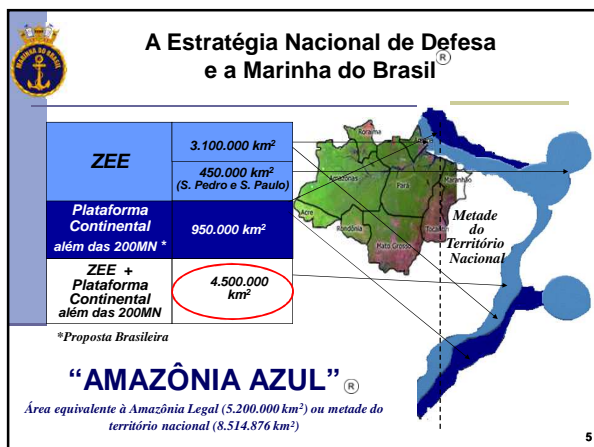 MARINHA DO BRASIL
A Estratégia Nacional de Defesa
e a Marinha do Brasil®
ZEE
3.100.000 km²
450.000 km²
(S. Pedro e S. Paulo)
Plataforma
Continental
além das 200MN *
950.000 km²
ZEE +
Plataforma
Continental
além das 200MN
4.500.000
km²
*Proposta Brasileira
Roraima
Amazonas
Pará
Maranhão
Acre
Rondônia
Mato Grosso
Metade
do
Território
Nacional
“AMAZÔNIA AZUL” ®
Área equivalente à Amazônia Legal (5.200.000 km²) ou metade do
território nacional (8.514.876 km²)
5